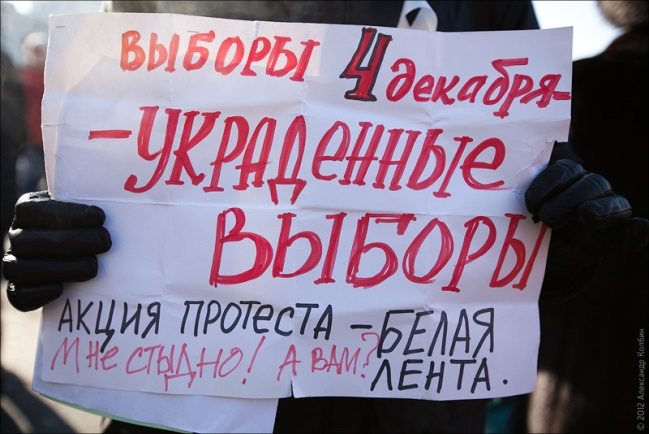 ВЫБОРЫ 4 декабря-
-УКРАДЕННЫЕ
ВЫБОРЫ
АКЦИЯ ПРОТЕСТА - БЕЛАЯ
ЛЕНТА.
Мне СТЫДНО! А ВАМ?
© 2012 Александр Колбин